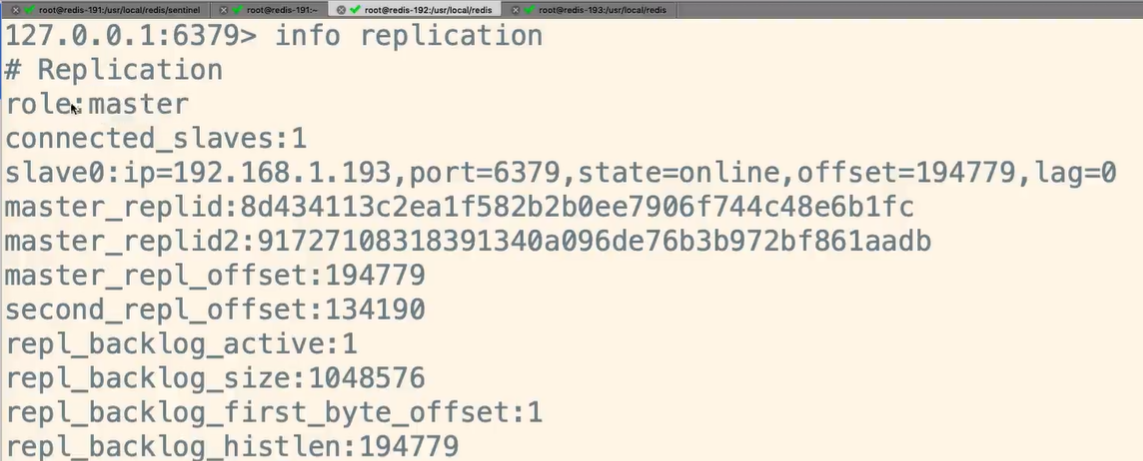 root@redis-191:/usr/local/redis/sentinel root@redis-191:~ root@redis-192:/usr/local/redis root@redis-193:/usr/local/redis
127.0.0.1:6379> info replication
# Replication
role:master
connected_slaves:1
slave0:ip=192.168.1.193,port=6379,state=online,offset=194779,lag=0
master_replid:8d434113c2ea1f582b2b0ee7906f744c48e6b1fc
master_replid2:91727108318391340a096de76b3b972bf861aadb
master_repl_offset:194779
second_repl_offset:134190
repl_backlog_active:1
repl_backlog_size:1048576
repl_backlog_first_byte_offset:1
repl_backlog_histlen:194779